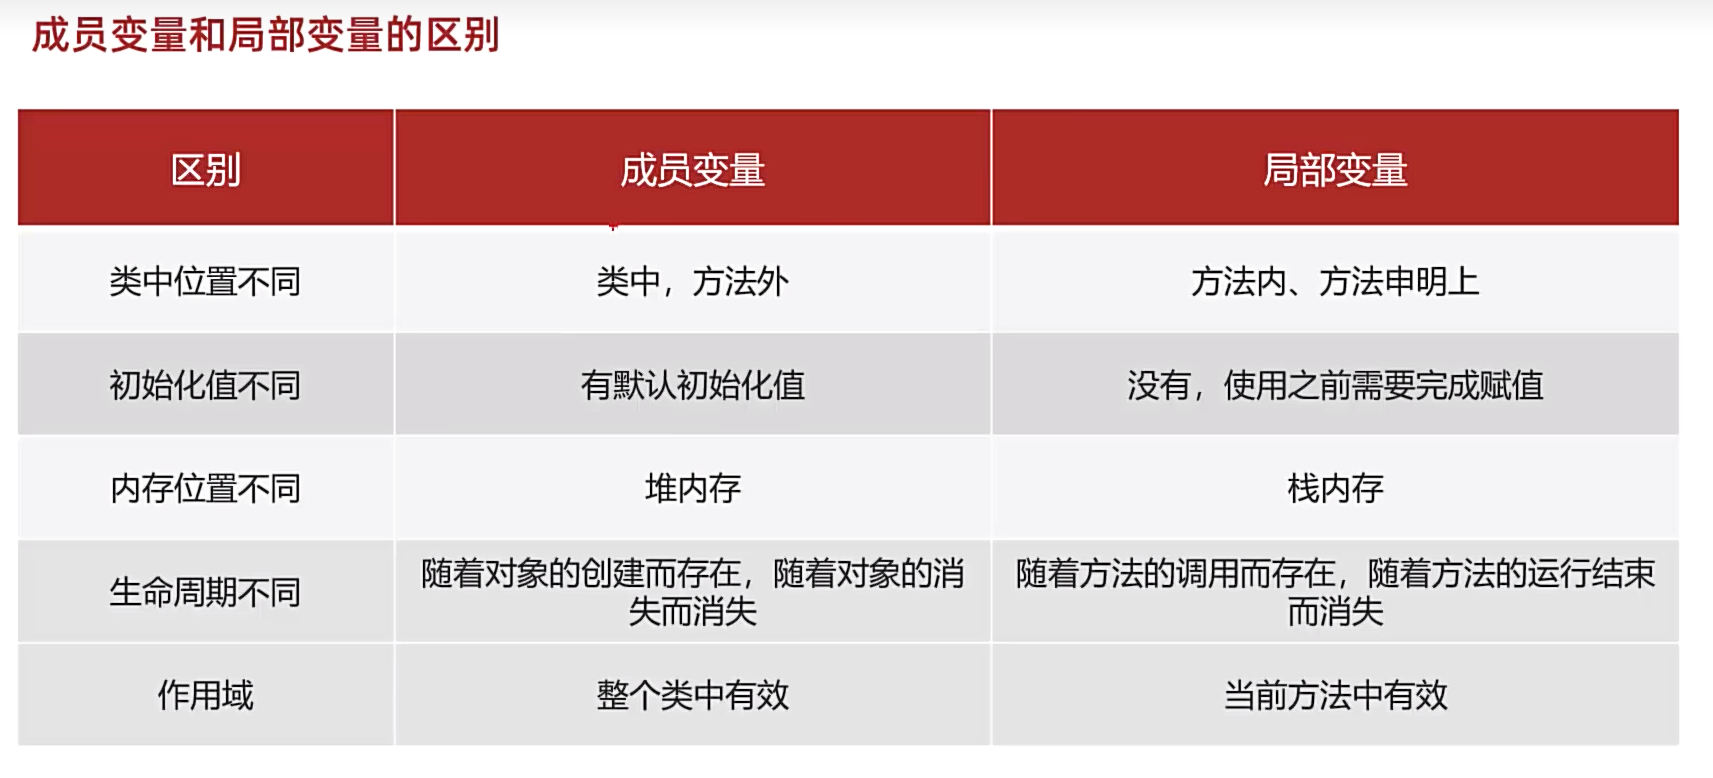 成员变量和局部变量的区别
区别 成员变量 局部变量
类中位置不同 类中，方法外 方法内、方法申明上
初始化值不同 有默认初始化值 没有，使用之前需要完成赋值
内存位置不同 堆内存 栈内存
生命周期不同 随着对象的创建而存在，随着对象的消 随着方法的调用而存在，随着方法的运行结束
失而消失 而消失
作用域 整个类中有效 当前方法中有效